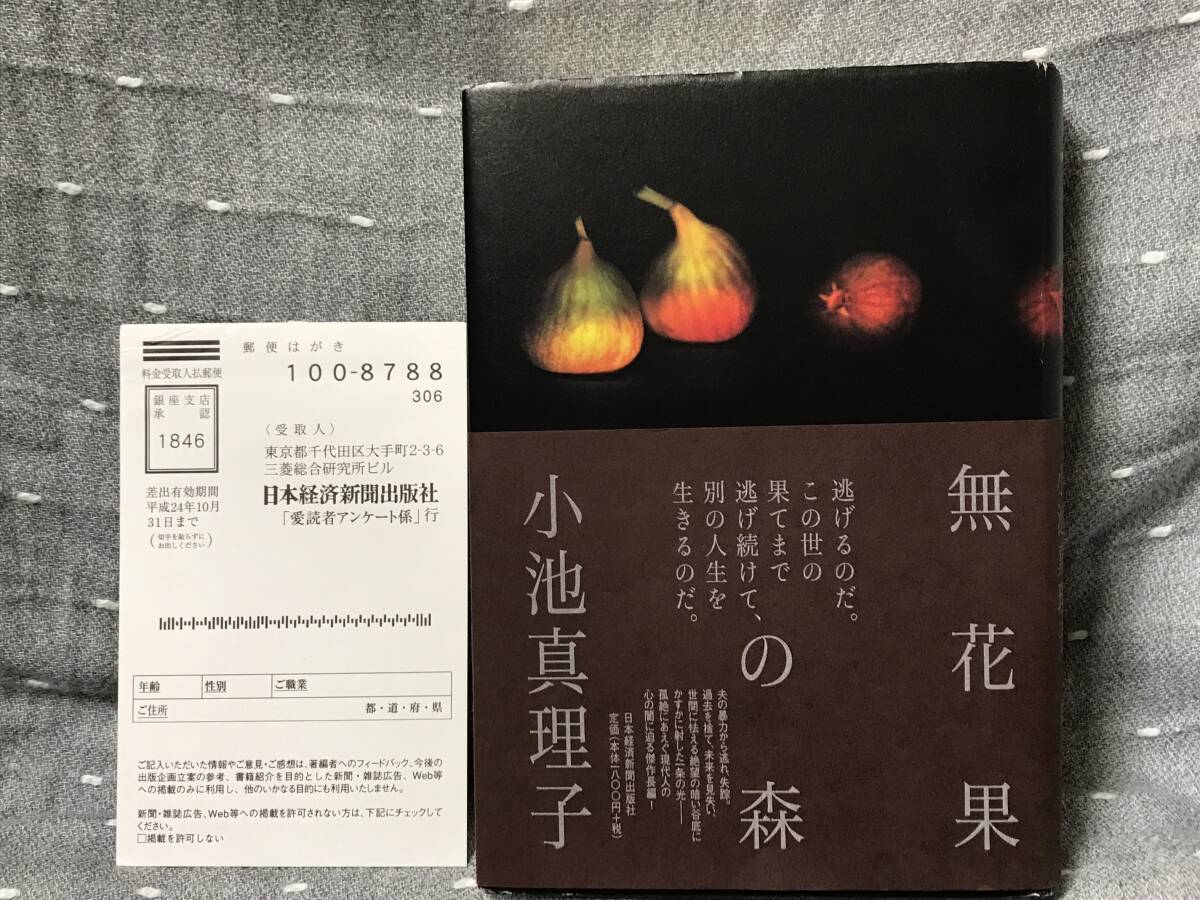 郵便はがき
料金受取人払郵便
100-8788
306
銀座支店
承認
1846
〈受取人〉
東京都千代田区大手町2-3-6
三菱総合研究所ビル
日本経済新聞出版社
「愛読者アンケート係」行
差出有効期間
平成24年10月
31日まで
(切手を貼らずに
お出しください)
年齢
性別
ご職業
ご住所
都・道・府・県
ご記入いただいた情報やご意見・ご感想は、著編者へのフィードバック、今後の
出版企画立案の参考、書籍紹介を目的とした新聞・雑誌広告、Web等
への掲載のみに利用し、他のいかなる目的にも利用いたしません。
新聞・雑誌広告、Web等への掲載を許可されない方は、下記にチェックして
ください。
□掲載を許可しない
無花果
の森
逃げるのだ。
この世の
果てまで
逃げ続けて、
別の人生を
生きるのだ。
小池真理子
夫の暴力から逃れ、失踪。
過去を捨て、未来を見失い、
世間に怯える絶望の暗い谷底に
かすかに射した一条の光――
孤絶にあえぐ現代人の
心の闇に迫る傑作長編!
日本経済新聞出版社
定価(本体一八〇〇円+税)